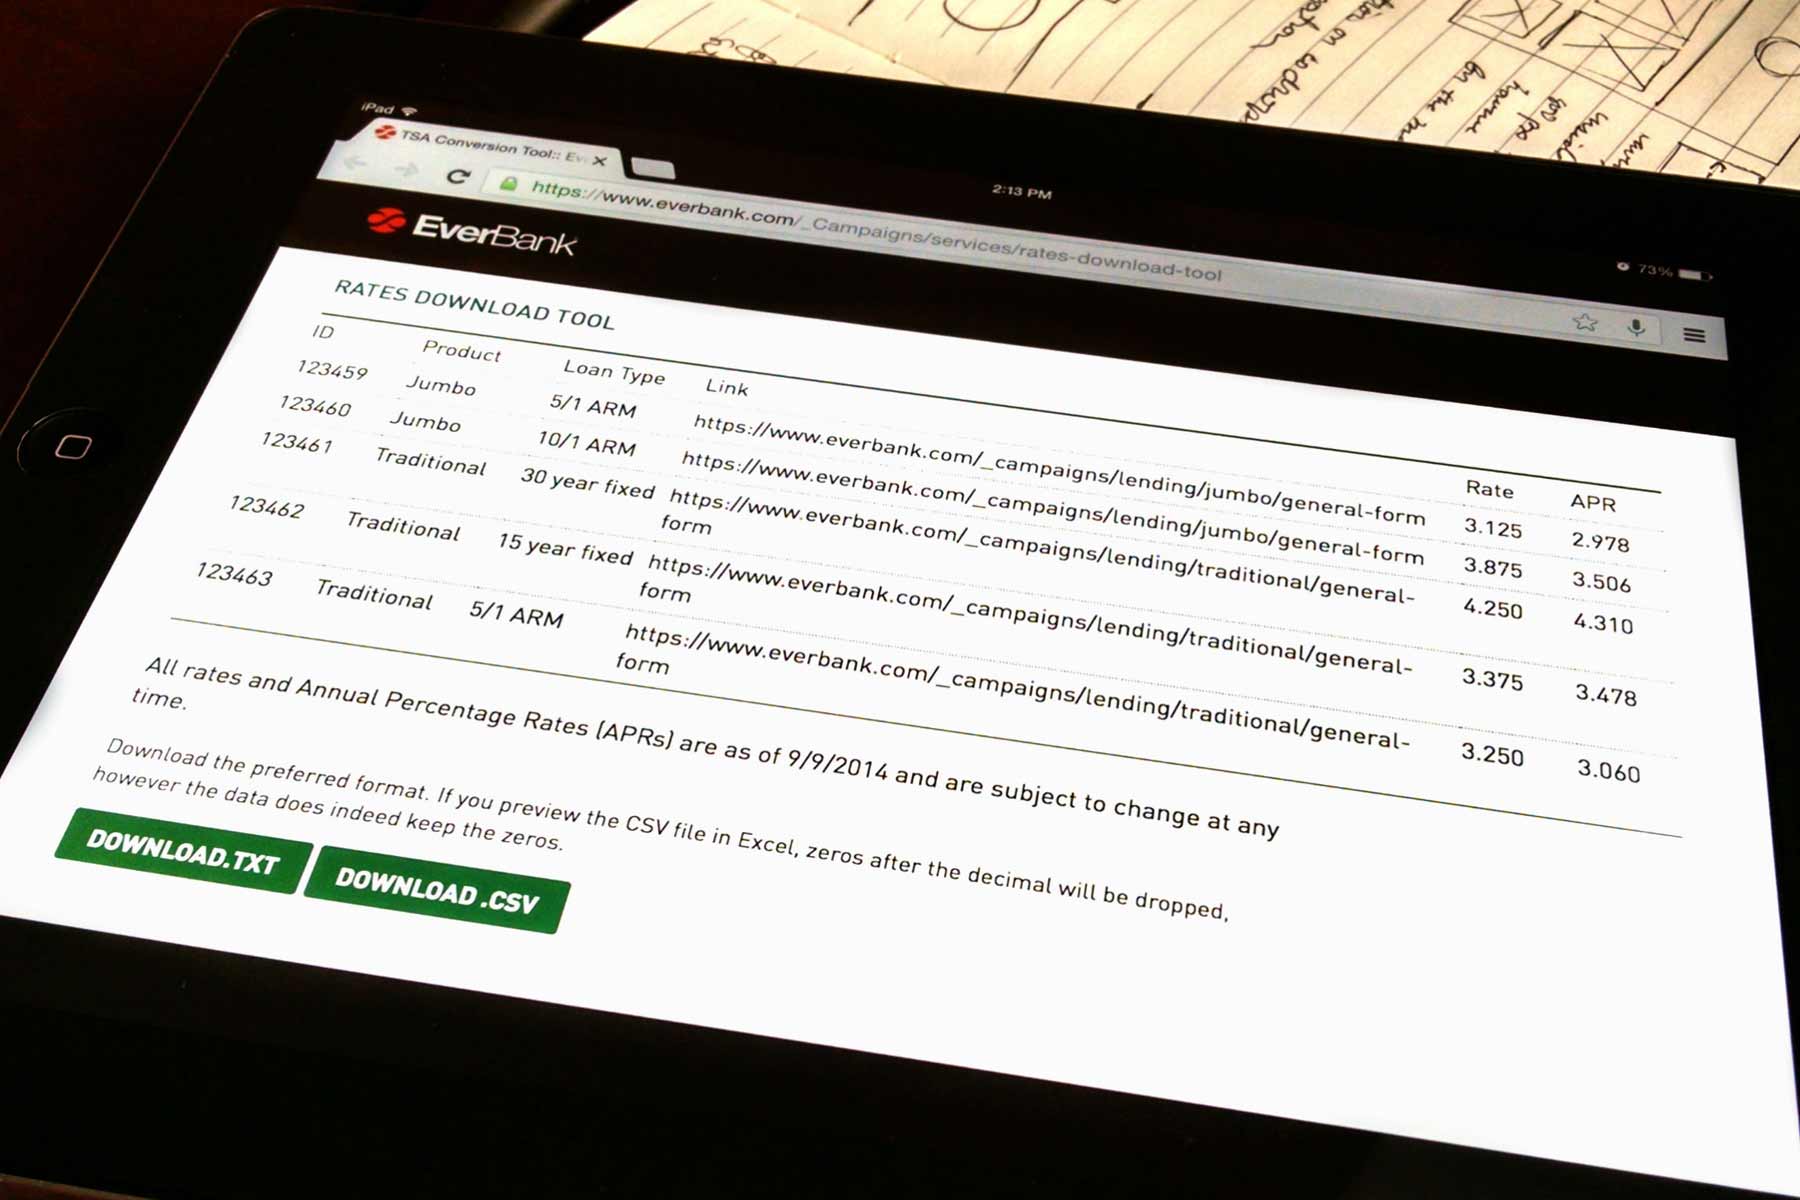 iPad
2:13 PM
73%
TSA Conversion Tool:: Ev
https://www.everbank.com/_Campaigns/services/rates-download-tool
EverBank
RATES DOWNLOAD TOOL
ID Product Loan Type Link Rate APR
123459 Jumbo 5/1 ARM https://www.everbank.com/_campaigns/lending/jumbo/general-form 3.125 2.978
123460 Jumbo 10/1 ARM https://www.everbank.com/_campaigns/lending/jumbo/general-form 3.875 3.506
123461 Traditional 30 year fixed https://www.everbank.com/_campaigns/lending/traditional/general- 4.250 4.310
form
123462 Traditional 15 year fixed https://www.everbank.com/_campaigns/lending/traditional/general- 3.375 3.478
form
123463 Traditional 5/1 ARM https://www.everbank.com/_campaigns/lending/traditional/general- 3.250 3.060
form
All rates and Annual Percentage Rates (APRs) are as of 9/9/2014 and are subject to change at any
time.
Download the preferred format. If you preview the CSV file in Excel, zeros after the decimal will be dropped,
however the data does indeed keep the zeros.
DOWNLOAD.TXT DOWNLOAD .CSV